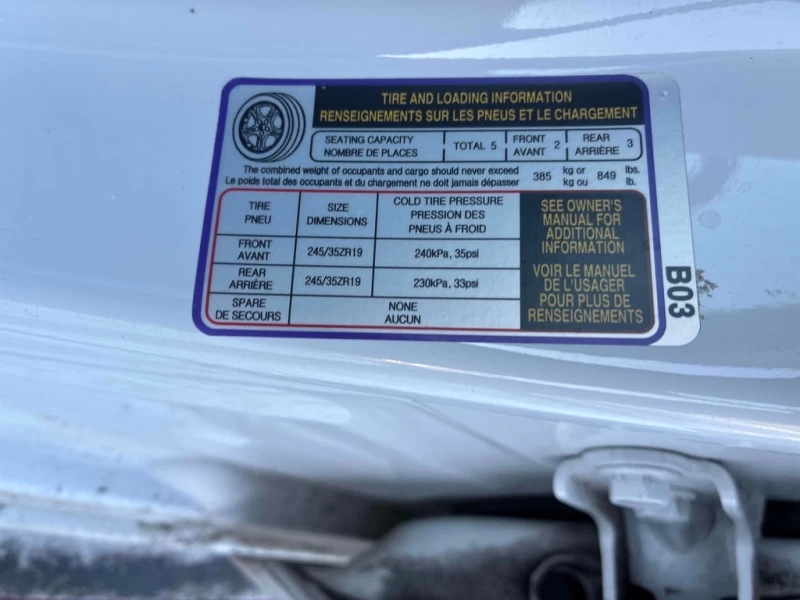 TIRE AND LOADING INFORMATION
RENSEIGNEMENTS SUR LES PNEUS ET LE CHARGEMENT
SEATING CAPACITY
NOMBRE DE PLACES
TOTAL 5
FRONT
AVANT 2
REAR
ARRIÈRE 3
The combined weight of occupants and cargo should never exceed 385 kg or 849 lbs.
Le poids total des occupants et du chargement ne doit jamais dépasser kg ou lb.
TIRE
PNEU
SIZE
DIMENSIONS
COLD TIRE PRESSURE
PRESSION DES
PNEUS À FROID
FRONT
AVANT
245/35ZR19
240kPa, 35psi
REAR
ARRIÈRE
245/35ZR19
230kPa, 33psi
SPARE
DE SECOURS
NONE
AUCUN
SEE OWNER'S
MANUAL FOR
ADDITIONAL
INFORMATION
VOIR LE MANUEL
DE L'USAGER
POUR PLUS DE
RENSEIGNEMENTS
B03